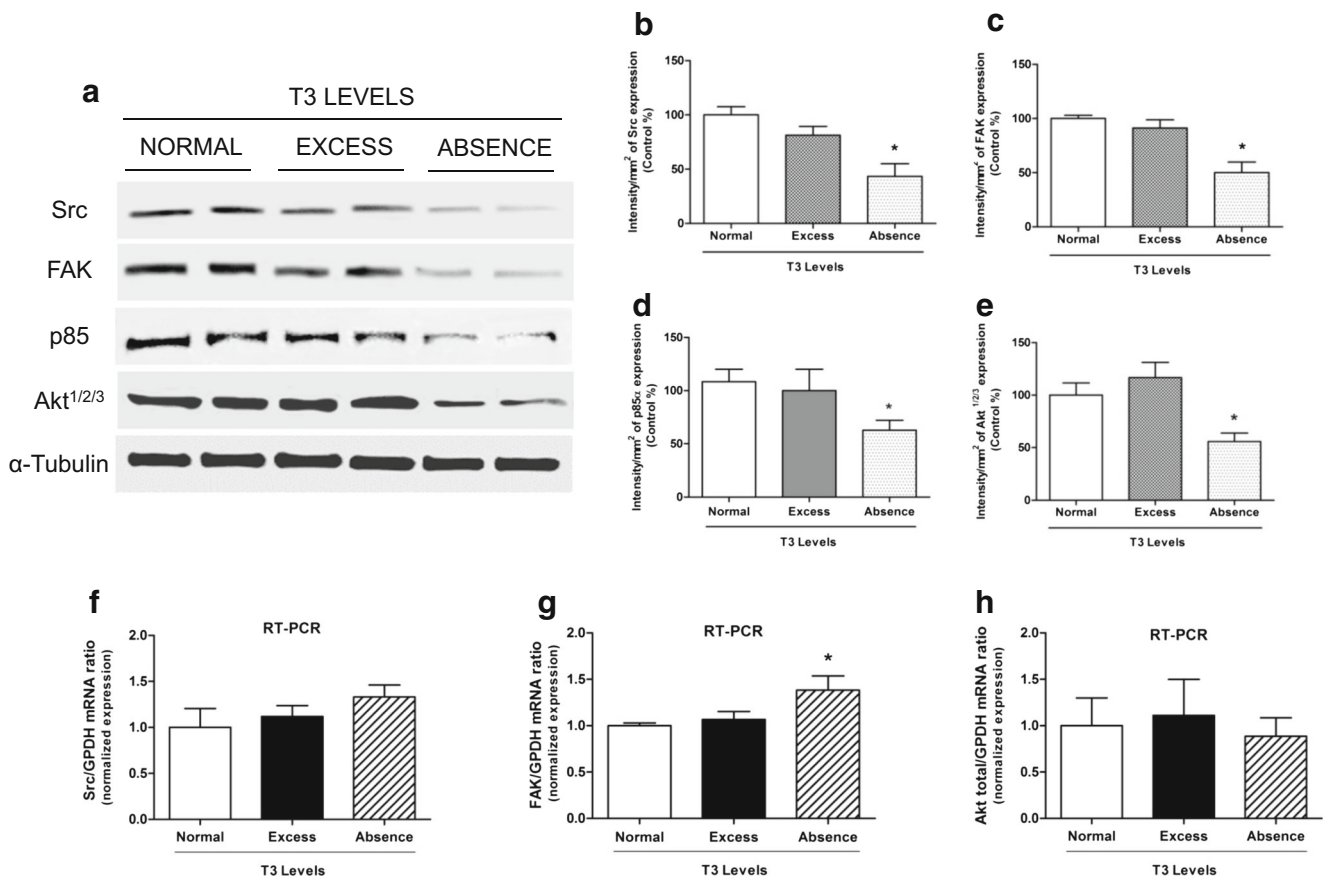 a
T3 LEVELS
NORMAL EXCESS ABSENCE
Src
FAK
p85
Akt1/2/3
α-Tubulin
b
Intensity/mm2 of Src expression
(Control %)
150
100
50
0
*
Normal Excess Absence
T3 Levels
c
Intensity/mm2 of FAK expression
(Control %)
150
100
50
0
*
Normal Excess Absence
T3 Levels
d
Intensity/mm2 of p85α expression
(Control %)
150
100
50
0
*
Normal Excess Absence
T3 Levels
e
Intensity/mm2 of Akt 1/2/3 expression
(Control %)
150
100
50
0
*
Normal Excess Absence
T3 Levels
f
RT-PCR
Src/GPDH mRNA ratio
(normalized expression)
2.0
1.5
1.0
0.5
0.0
Normal Excess Absence
T3 Levels
g
RT-PCR
FAK/GPDH mRNA ratio
(normalized expression)
2.0
1.5
1.0
0.5
0.0
*
Normal Excess Absence
T3 Levels
h
RT-PCR
Akt total/GPDH mRNA ratio
(normalized expression)
2.0
1.5
1.0
0.5
0.0
Normal Excess Absence
T3 Levels